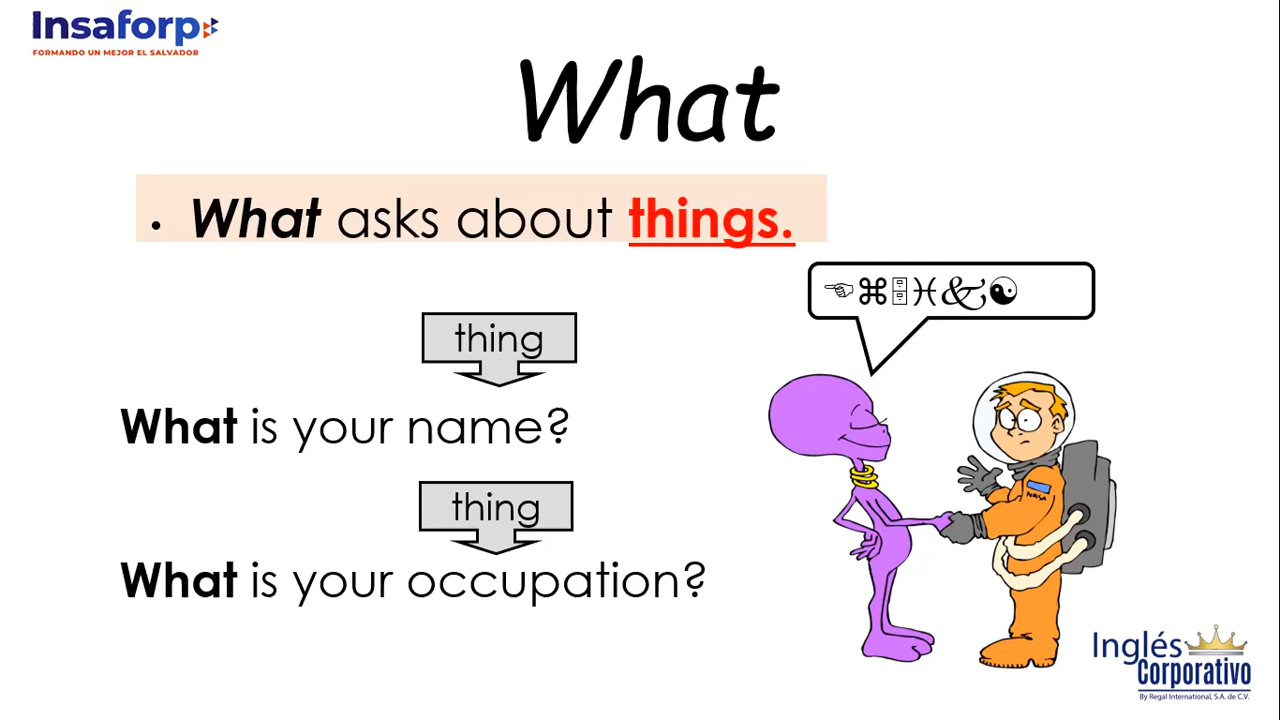 Insaforp
FORMANDO UN MEJOR EL SALVADOR
What
• What asks about things.
☜⌘🗄♓🙰☯
thing
What is your name?
thing
What is your occupation?
NASA
Inglés
Corporativo
By Regal International, S.A. de C.V.